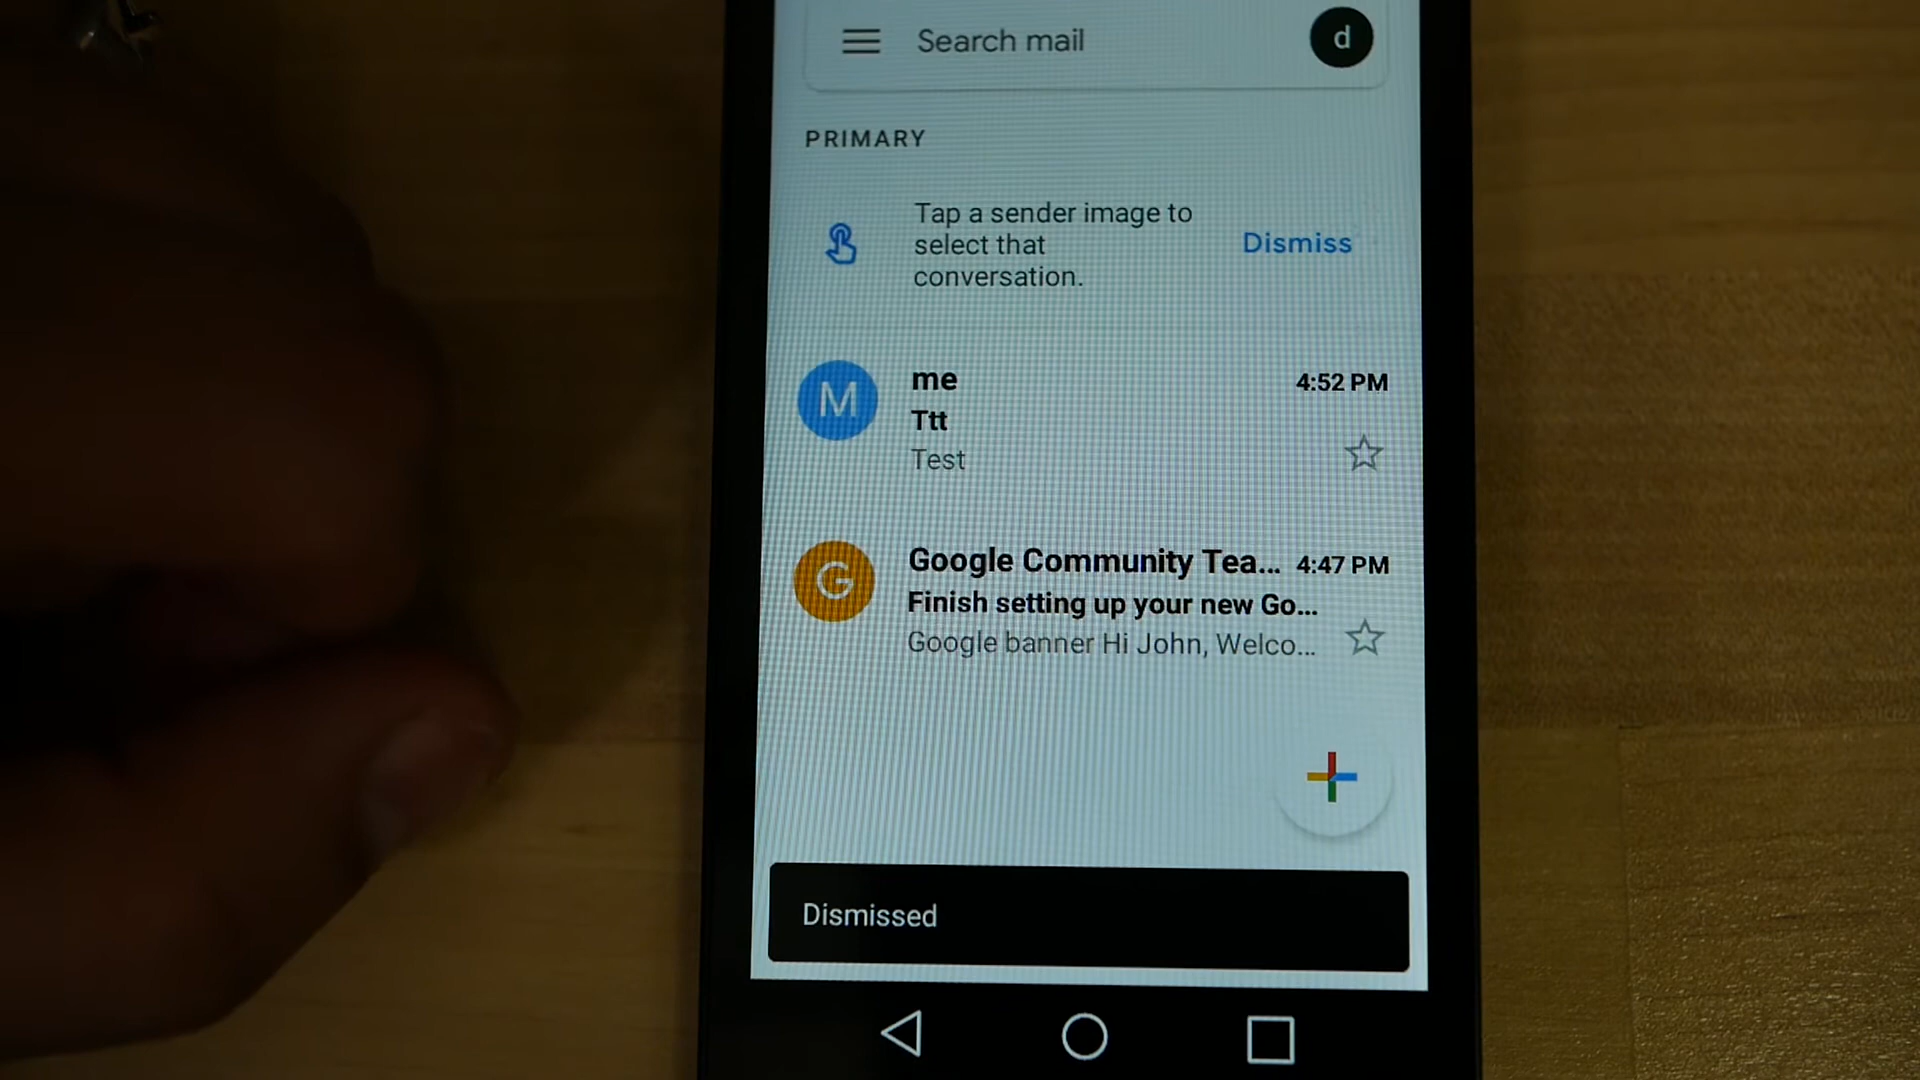 Search mail
d
PRIMARY
Tap a sender image to
select that
conversation.
Dismiss
M
me
4:52 PM
Ttt
Test
G
Google Community Tea...
4:47 PM
Finish setting up your new Go...
Google banner Hi John, Welco...
Dismissed